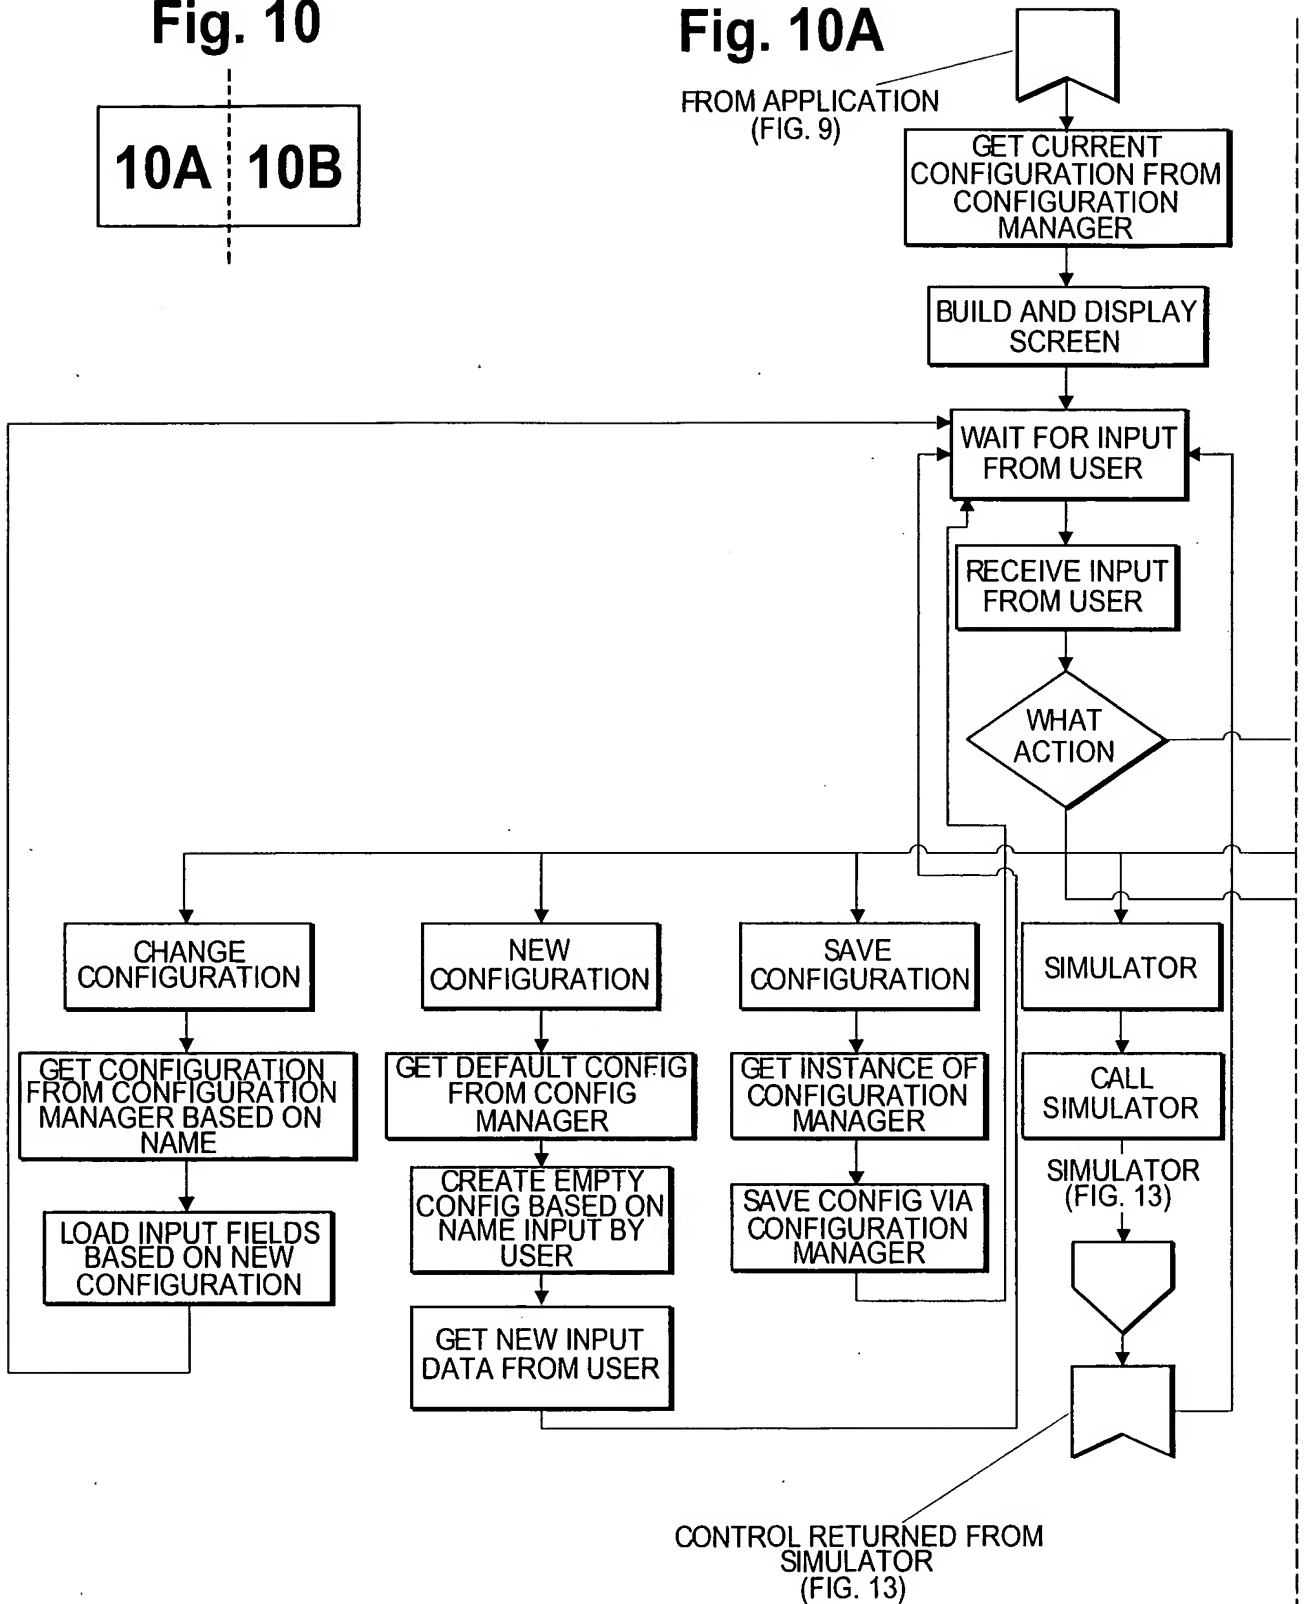 Fig. 10
10A
10B
Fig. 10A
FROM APPLICATION
(FIG. 9)
GET CURRENT
CONFIGURATION FROM
CONFIGURATION
MANAGER
BUILD AND DISPLAY
SCREEN
WAIT FOR INPUT
FROM USER
RECEIVE INPUT
FROM USER
WHAT
ACTION
CHANGE
CONFIGURATION
GET CONFIGURATION
FROM CONFIGURATION
MANAGER BASED ON
NAME
LOAD INPUT FIELDS
BASED ON NEW
CONFIGURATION
NEW
CONFIGURATION
GET DEFAULT CONFIG
FROM CONFIG
MANAGER
CREATE EMPTY
CONFIG BASED ON
NAME INPUT BY
USER
GET NEW INPUT
DATA FROM USER
SAVE
CONFIGURATION
GET INSTANCE OF
CONFIGURATION
MANAGER
SAVE CONFIG VIA
CONFIGURATION
MANAGER
SIMULATOR
CALL
SIMULATOR
SIMULATOR
(FIG. 13)
CONTROL RETURNED FROM
SIMULATOR
(FIG. 13)